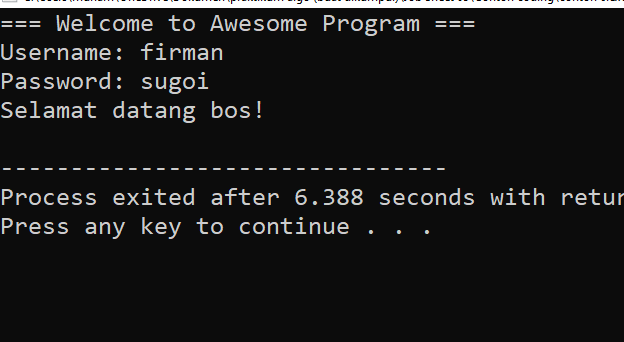 === Welcome to Awesome Program ===
Username: firman
Password: sugoi
Selamat datang bos!
--------------------------------
Process exited after 6.388 seconds with retur
Press any key to continue . . .